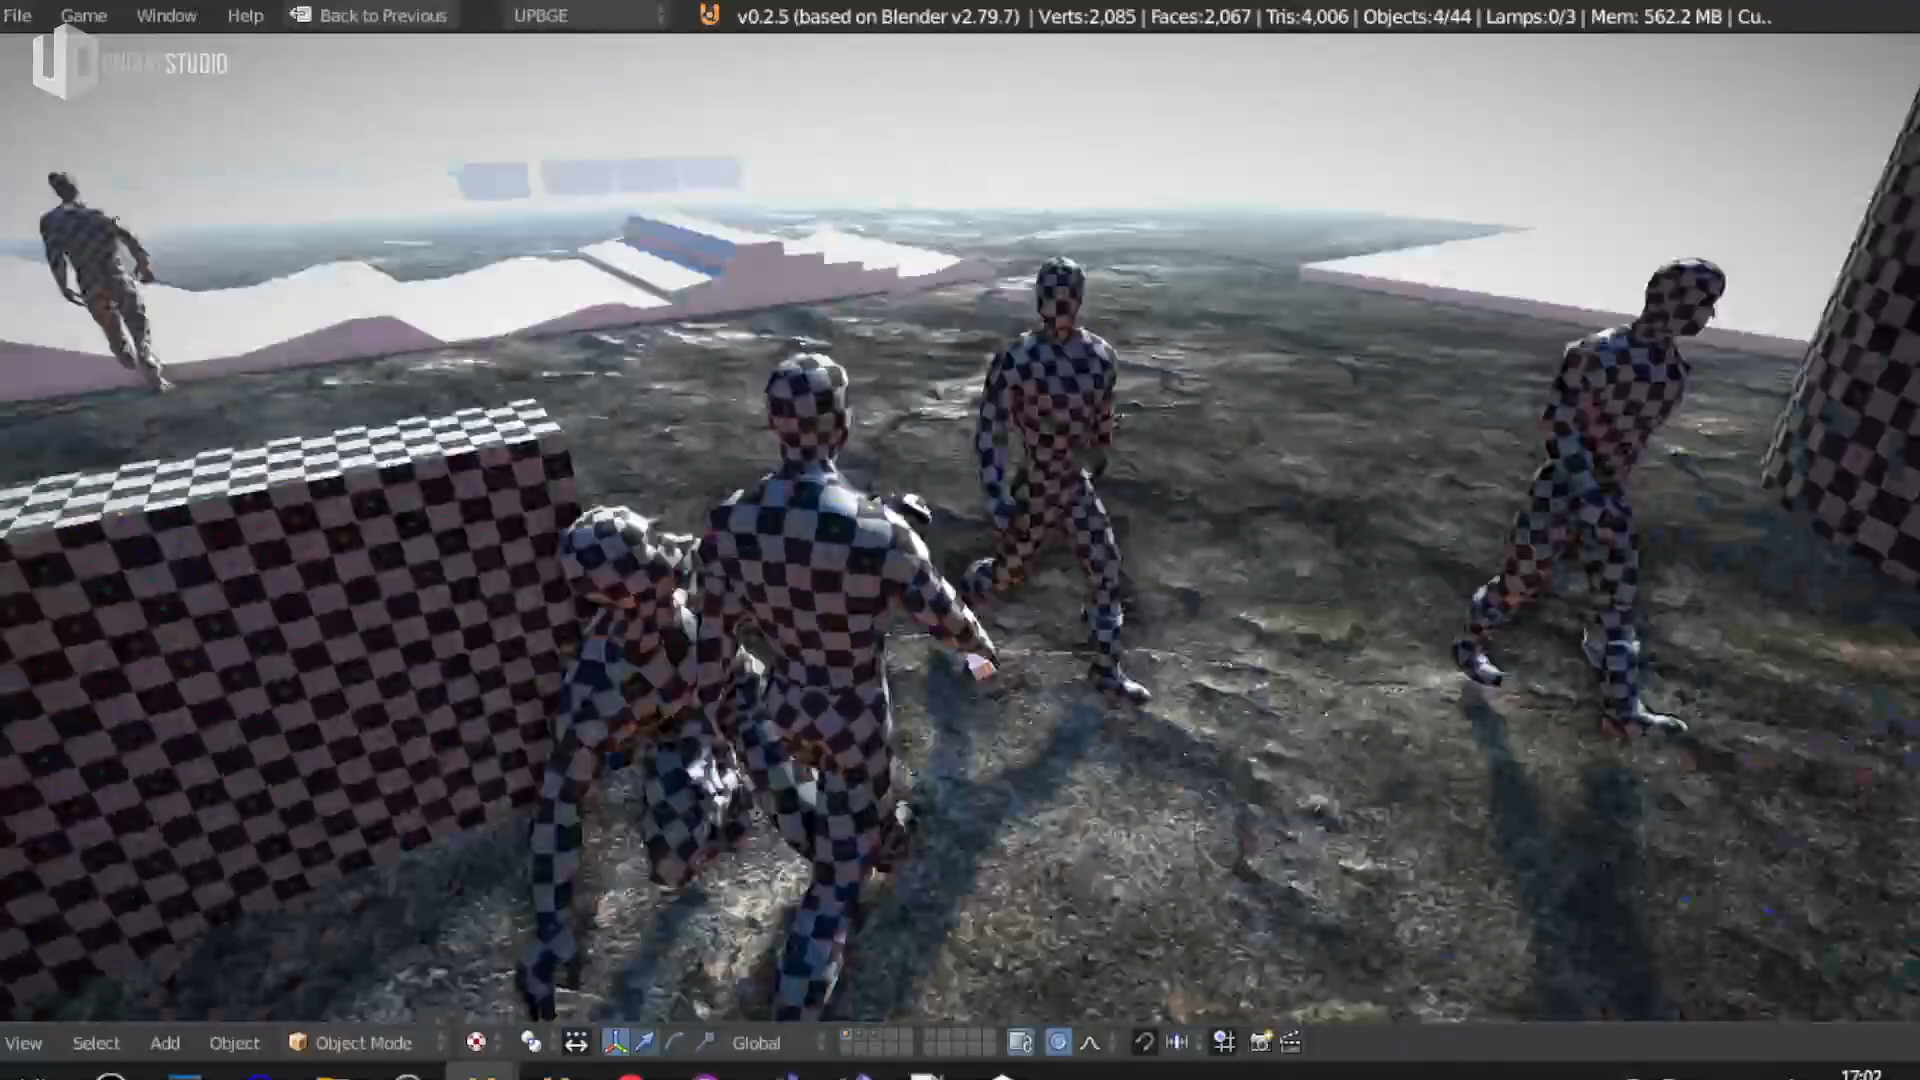 File Game Window Help Back to Previous UPBGE v0.2.5 (based on Blender v2.79.7) | Verts:2,085 | Faces:2,067 | Tris:4,006 | Objects:4/44 | Lamps:0/3 | Mem: 562.2 MB | Cu..
STUDIO
View Select Add Object Object Mode Global
17:02